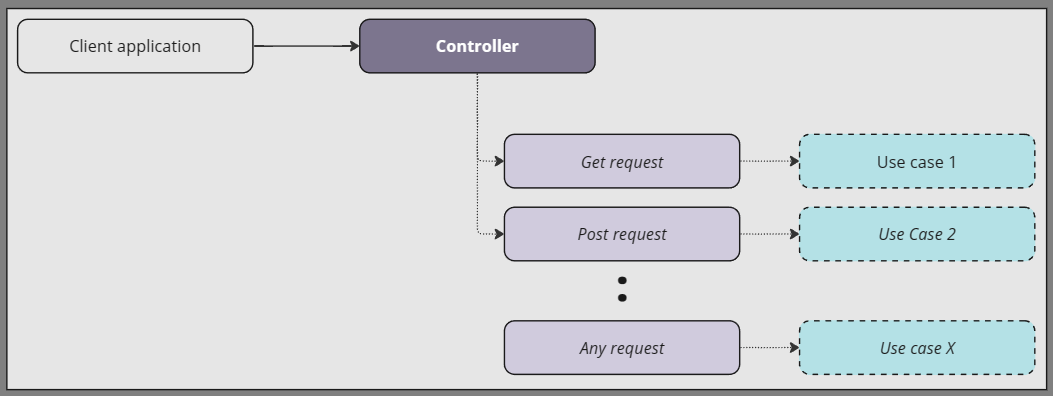 Client application
Controller
Get request
Use case 1
Post request
Use Case 2
Any request
Use case X